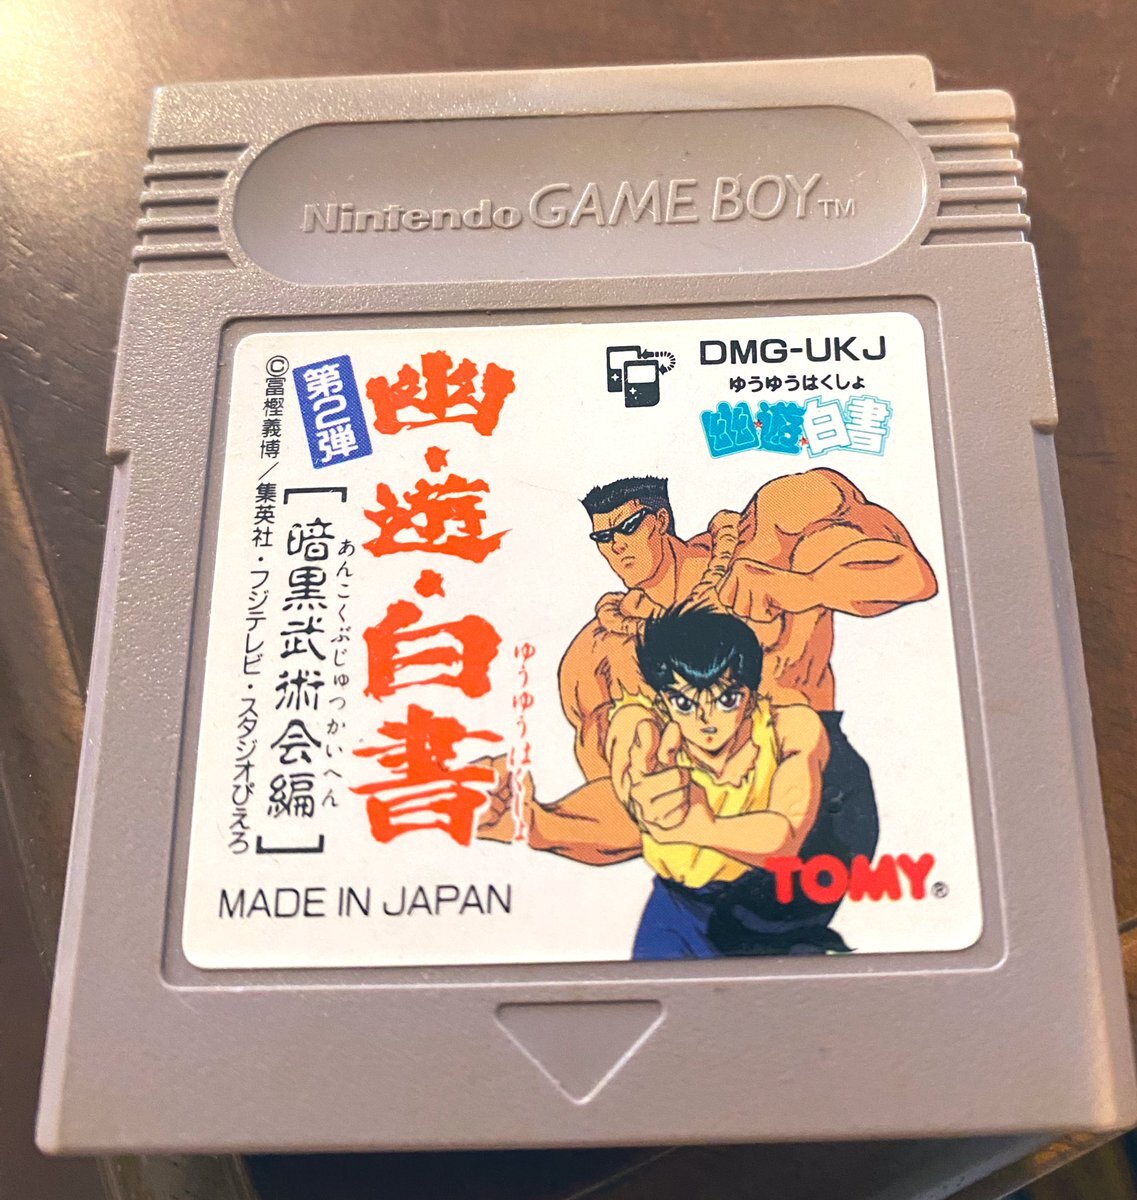 Nintendo GAME BOY™
DMG-UKJ
ゆうゆうはくしょ
幽★遊★白書
第2弾
幽★遊★白書
ゆうゆうはくしょ
[暗黒武術会編]
あんこくぶじゅつかいへん
©冨樫義博/集英社・フジテレビ・スタジオぴえろ
MADE IN JAPAN
TOMY®